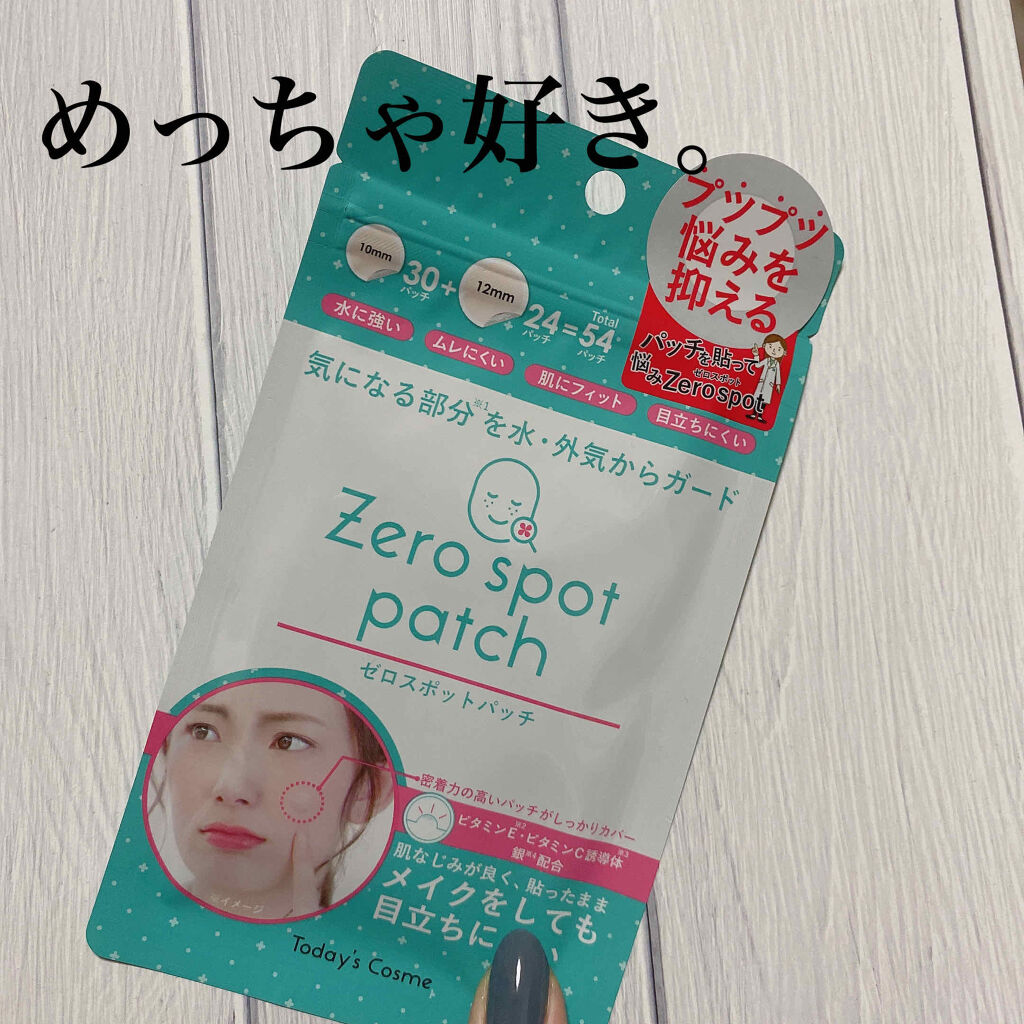 めっちゃ好き。
プツプツ
悩みを
抑える
パッチを貼って
ゼロスポット
悩みZero spot
10mm
30パッチ
+
12mm
24パッチ
=
Total
54パッチ
水に強い
ムレにくい
肌にフィット
目立ちにくい
気になる部分※1を水・外気からガード
Zero spot
patch
ゼロスポットパッチ
密着力の高いパッチがしっかりカバー
ビタミンE※2・ビタミンC誘導体※3
銀※4配合
肌なじみが良く、貼ったまま
メイクをしても
目立ちに
い
※イメージ
Today's Cosme